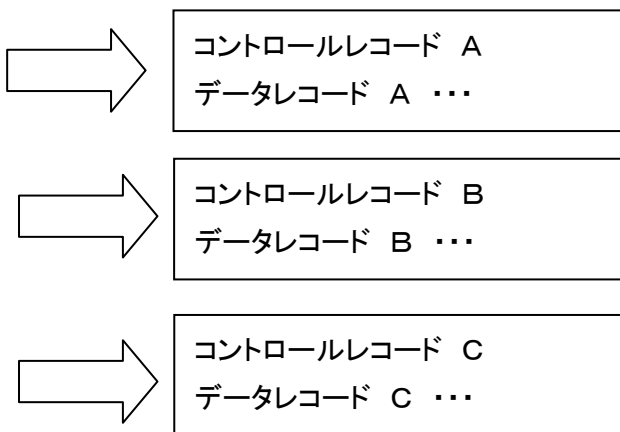 コントロールレコード A
データレコード A ・・・
コントロールレコード B
データレコード B ・・・
コントロールレコード C
データレコード C ・・・